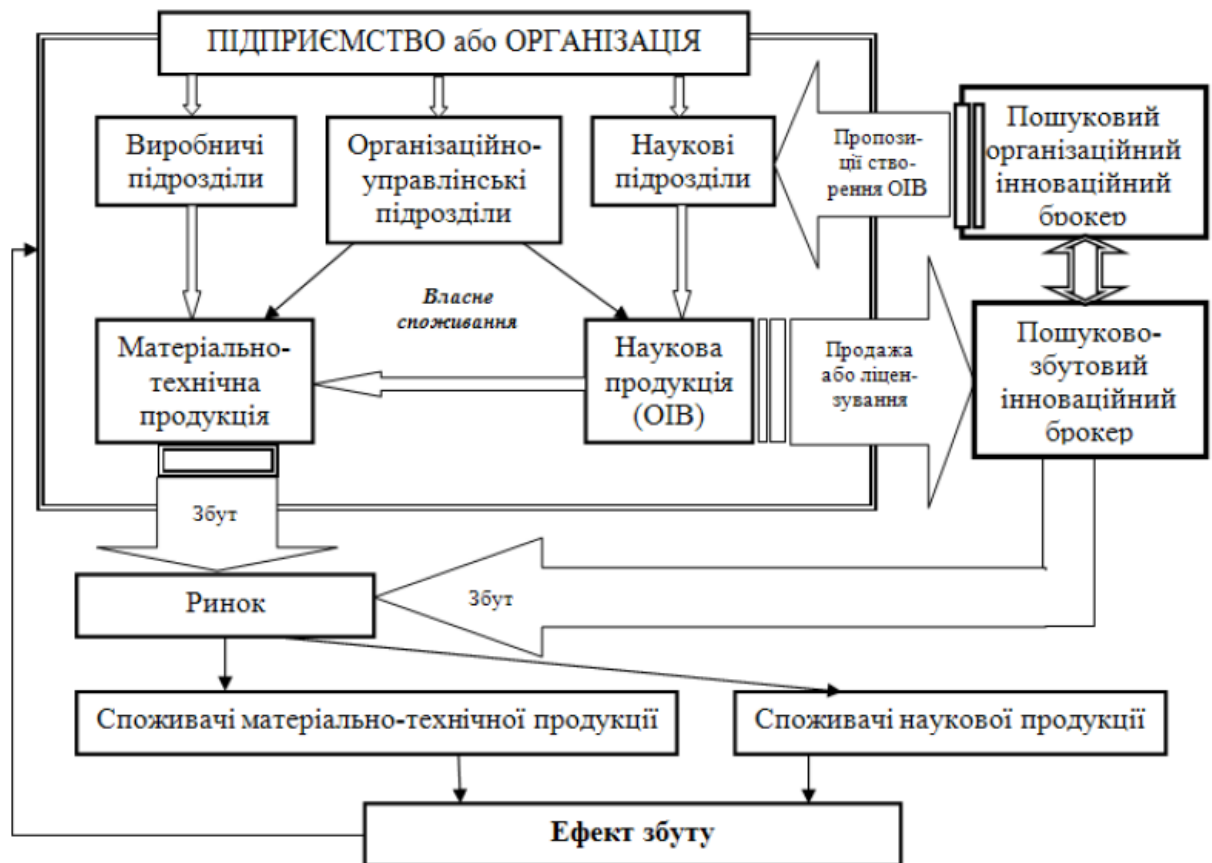 ПІДПРИЄМСТВО або ОРГАНІЗАЦІЯ
Виробничі
підрозділи
Організаційно-
управлінські
підрозділи
Наукові
підрозділи
Пропози-
ції ство-
рення ОІВ
Пошуковий
організаційний
інноваційний
брокер
Власне
споживання
Матеріально-
технічна
продукція
Наукова
продукція
(ОІВ)
Продажа
або ліцен-
зування
Пошуково-
збутовий
інноваційний
брокер
Збут
Ринок
Збут
Споживачі матеріально-технічної продукції
Споживачі наукової продукції
Ефект збуту